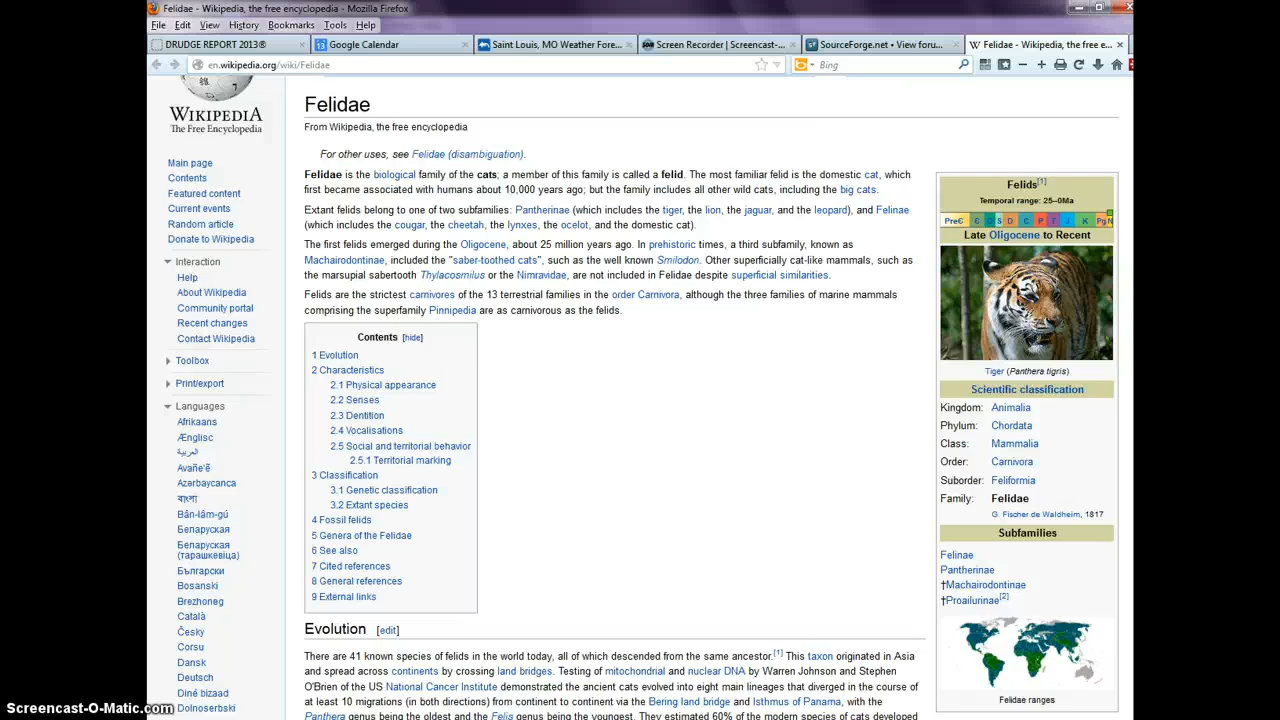 Felidae - Wikipedia, the free encyclopedia - Mozilla Firefox
File Edit View History Bookmarks Tools Help
DRUDGE REPORT 2013®
Google Calendar
Saint Louis, MO Weather Fore...
Screen Recorder | Screencast-...
SourceForge.net • View foru...
Felidae - Wikipedia, the free e...
en.wikipedia.org/wiki/Felidae
Bing
WIKIPEDIA
The Free Encyclopedia
Main page
Contents
Featured content
Current events
Random article
Donate to Wikipedia
Interaction
Help
About Wikipedia
Community portal
Recent changes
Contact Wikipedia
Toolbox
Print/export
Languages
Afrikaans
Ænglisc
العربية
Avañe'ẽ
Azərbaycanca
বাংলা
Bân-lâm-gú
Беларуская
Беларуская
(тарашкевіца)
Български
Bosanski
Brezhoneg
Català
Česky
Corsu
Dansk
Deutsch
Diné bizaad
Dolnoserbski
Felidae
From Wikipedia, the free encyclopedia
For other uses, see Felidae (disambiguation).
Felidae is the biological family of the cats; a member of this family is called a felid. The most familiar felid is the domestic cat, which
first became associated with humans about 10,000 years ago; but the family includes all other wild cats, including the big cats.
Extant felids belong to one of two subfamilies: Pantherinae (which includes the tiger, the lion, the jaguar, and the leopard), and Felinae
(which includes the cougar, the cheetah, the lynxes, the ocelot, and the domestic cat).
The first felids emerged during the Oligocene, about 25 million years ago. In prehistoric times, a third subfamily, known as
Machairodontinae, included the "saber-toothed cats", such as the well known Smilodon. Other superficially cat-like mammals, such as
the marsupial sabertooth Thylacosmilus or the Nimravidae, are not included in Felidae despite superficial similarities.
Felids are the strictest carnivores of the 13 terrestrial families in the order Carnivora, although the three families of marine mammals
comprising the superfamily Pinnipedia are as carnivorous as the felids.
Contents [hide]
1 Evolution
2 Characteristics
2.1 Physical appearance
2.2 Senses
2.3 Dentition
2.4 Vocalisations
2.5 Social and territorial behavior
2.5.1 Territorial marking
3 Classification
3.1 Genetic classification
3.2 Extant species
4 Fossil felids
5 Genera of the Felidae
6 See also
7 Cited references
8 General references
9 External links
Evolution [edit]
There are 41 known species of felids in the world today, all of which descended from the same ancestor.[1] This taxon originated in Asia
and spread across continents by crossing land bridges. Testing of mitochondrial and nuclear DNA by Warren Johnson and Stephen
O'Brien of the US National Cancer Institute demonstrated the ancient cats evolved into eight main lineages that diverged in the course of
at least 10 migrations (in both directions) from continent to continent via the Bering land bridge and Isthmus of Panama, with the
Panthera genus being the oldest and the Felis genus being the youngest. They estimated 60% of the modern species of cats developed
Felids[1]
Temporal range: 25–0Ma
PreЄ Є O S D C P T J K Pg N
Late Oligocene to Recent
Tiger (Panthera tigris)
Scientific classification
Kingdom: Animalia
Phylum: Chordata
Class: Mammalia
Order: Carnivora
Suborder: Feliformia
Family: Felidae
G. Fischer de Waldheim, 1817
Subfamilies
Felinae
Pantherinae
†Machairodontinae
†Proailurinae[2]
Felidae ranges
Screencast-O-Matic.com